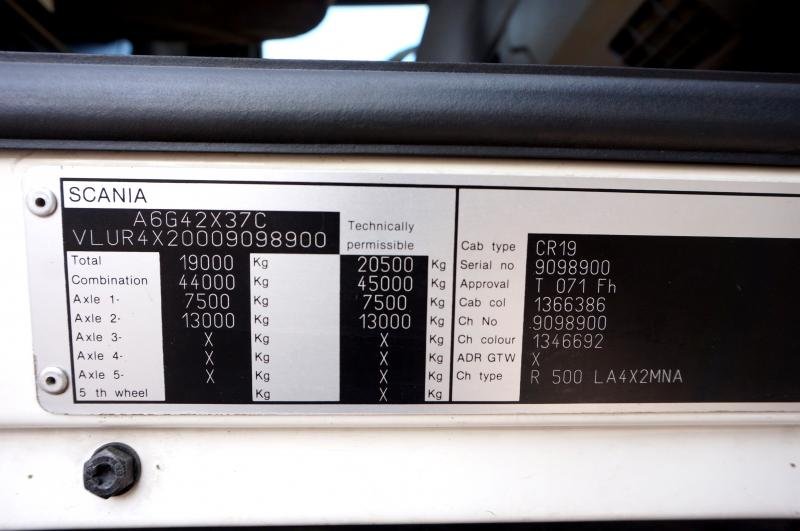 SCANIA
A6G42X37C
VLUR4X20009098900
Technically
permissible
Total 19000 Kg 20500 Kg
Combination 44000 Kg 45000 Kg
Axle 1- 7500 Kg 7500 Kg
Axle 2- 13000 Kg 13000 Kg
Axle 3- X Kg X Kg
Axle 4- X Kg X Kg
Axle 5- X Kg X Kg
5 th wheel Kg X Kg
Cab type CR19
Serial no 9098900
Approval T 071 Fh
Cab col 1366386
Ch No 9098900
Ch colour 1346692
ADR GTW X
Ch type R 500 LA4X2MNA